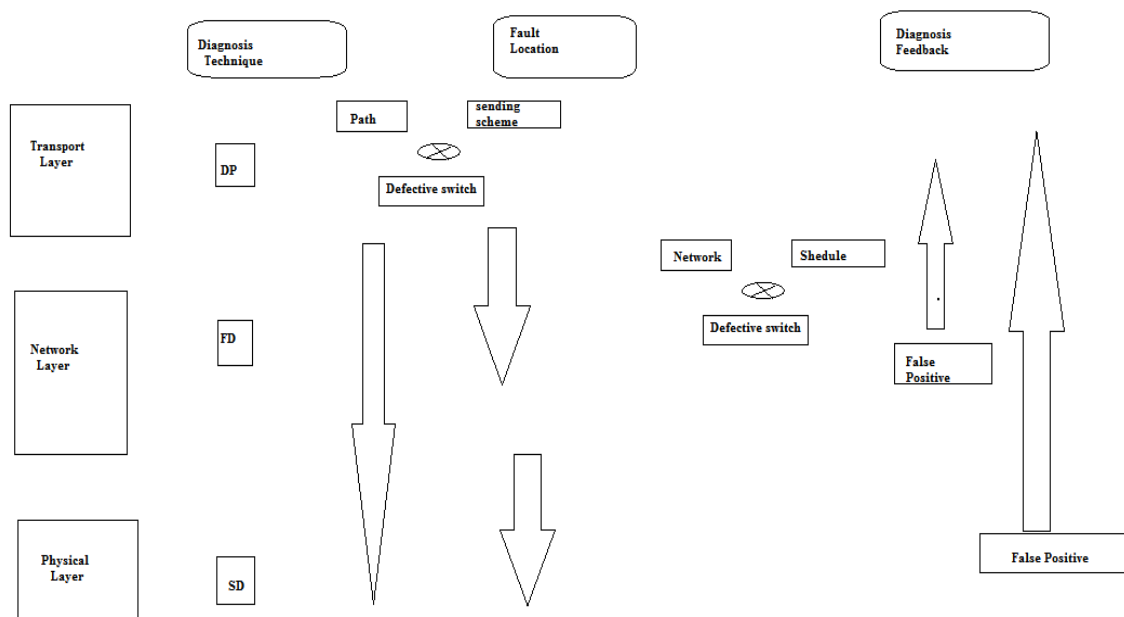 Diagnosis
Technique
Fault
Location
Diagnosis
Feedback
Path
sending
scheme
Transport
Layer
DP
Defective switch
Network
Shedule
Defective switch
Network
Layer
FD
False
Positive
Physical
Layer
SD
False Positive